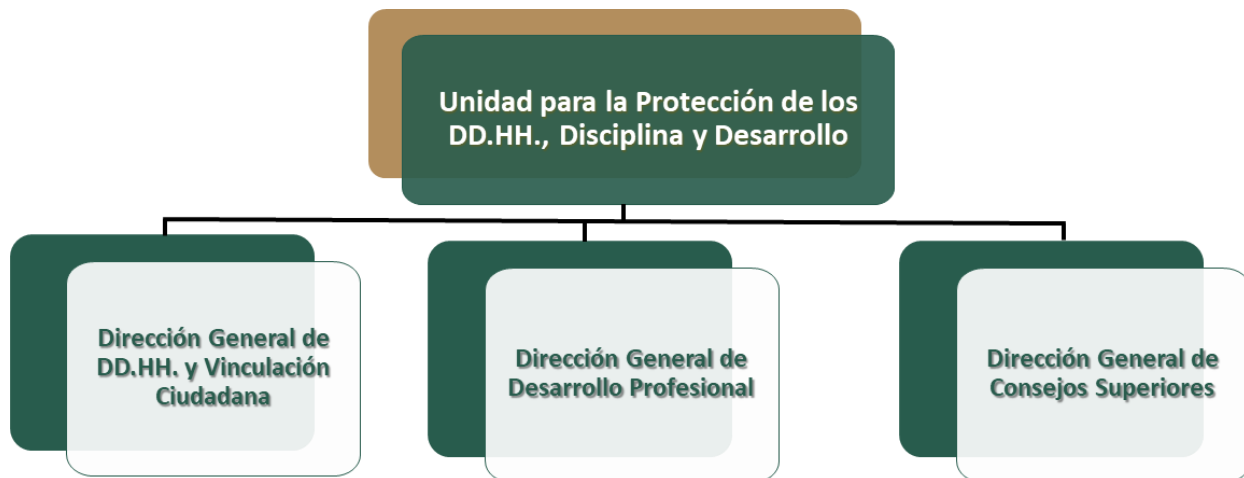 Unidad para la Protección de los
DD.HH., Disciplina y Desarrollo
Dirección General de
DD.HH. y Vinculación
Ciudadana
Dirección General de
Desarrollo Profesional
Dirección General de
Consejos Superiores